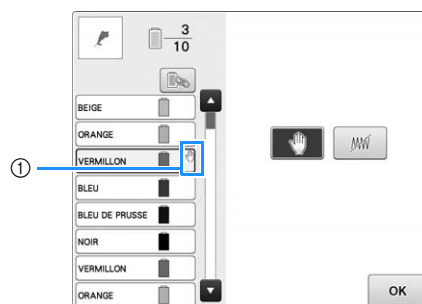 3
10
BEIGE
ORANGE
① VERMILLON
BLEU
BLEU DE PRUSSE
NOIR
VERMILLON
ORANGE
OK